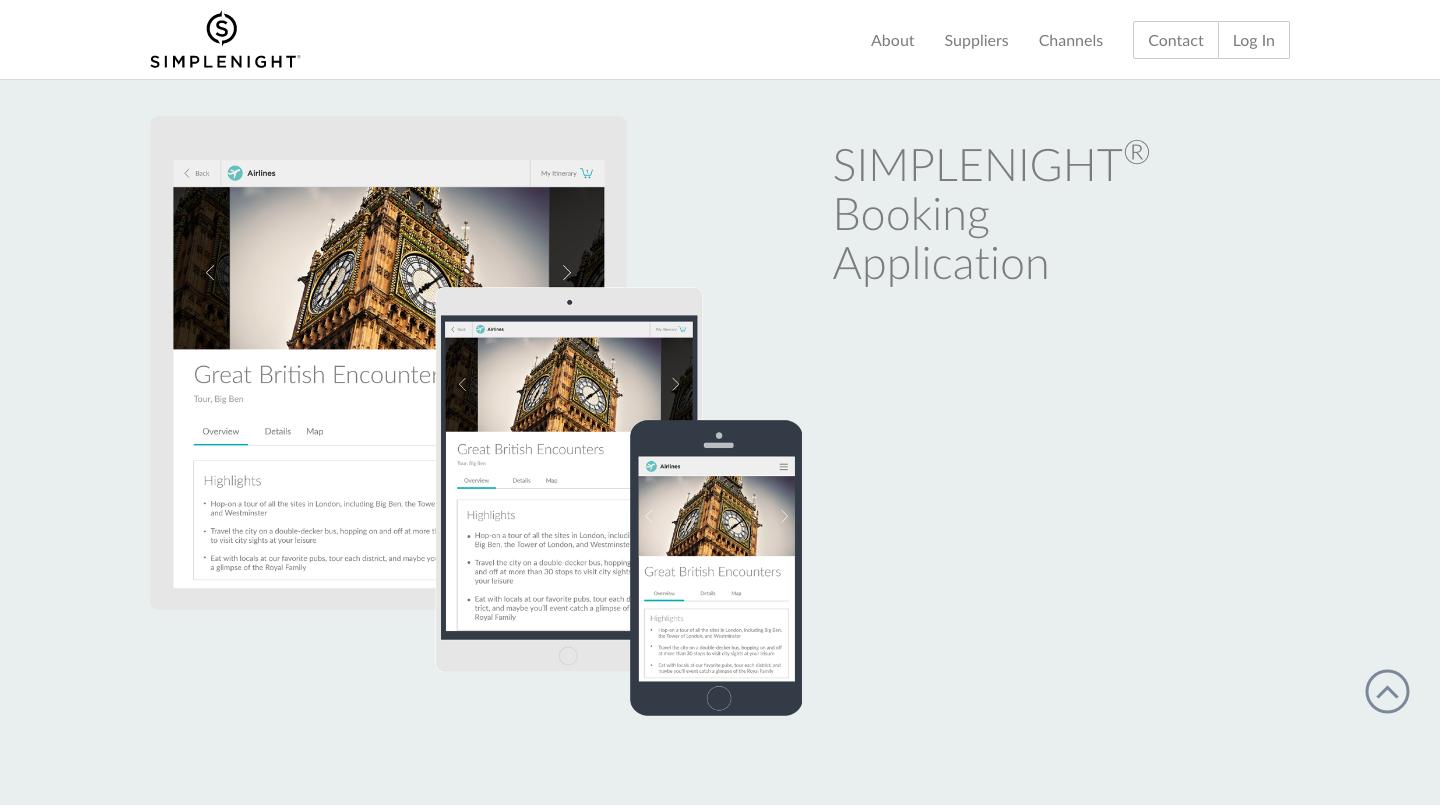 SIMPLENIGHT®
About
Suppliers
Channels
Contact
Log In
SIMPLENIGHT®
Booking
Application
Back
Airlines
My Itinerary
Great British Encounter
Tour, Big Ben
Overview
Details
Map
Highlights
• Hop-on a tour of all the sites in London, including Big Ben, the Towe
and Westminster
• Travel the city on a double-decker bus, hopping on and off at more t
to visit city sights at your leisure
• Eat with locals at our favorite pubs, tour each district, and maybe yo
a glimpse of the Royal Family
Back
Airlines
My Itinerary
Great British Encounters
Tour, Big Ben
Overview
Details
Map
Highlights
• Hop-on a tour of all the sites in London, includi
Big Ben, the Tower of London, and Westminste
• Travel the city on a double-decker bus, hopping
and off at more than 30 stops to visit city sights
your leisure
• Eat with locals at our favorite pubs, tour each d
trict, and maybe you'll event catch a glimpse of
Royal Family
Airlines
Great British Encounters
Overview
Details
Map
Highlights
• Hop-on a tour of all the sites in London, including Big Ben,
the Tower of London, and Westminster
• Travel the city on a double-decker bus, hopping on and off
at more than 30 stops to visit city sights at your leisure
• Eat with locals at our favorite pubs, tour each district, and
maybe you'll event catch a glimpse of the Royal Family